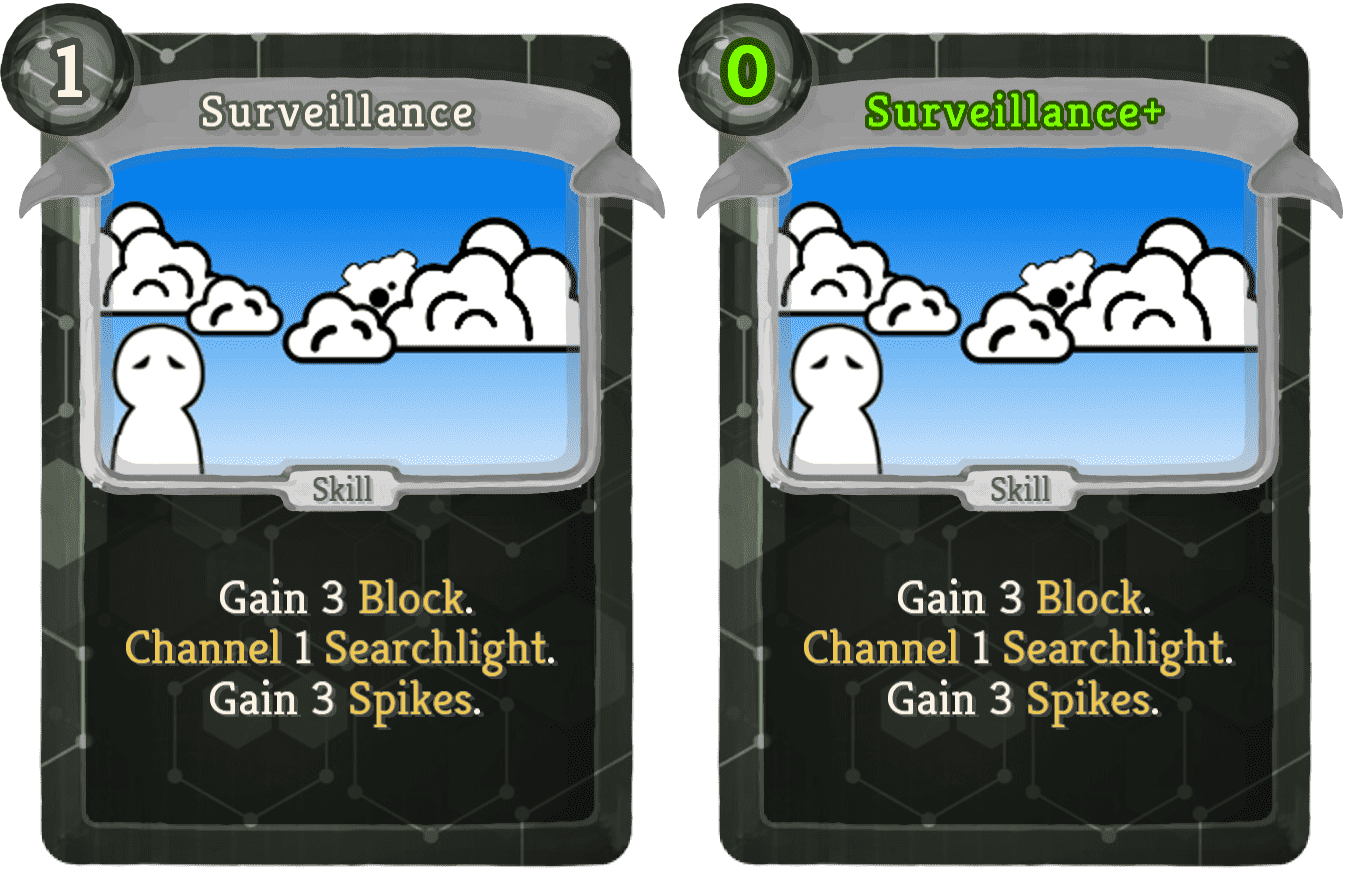 1
Surveillance
Skill
Gain 3 Block.
Channel 1 Searchlight.
Gain 3 Spikes.
0
Surveillance+
Skill
Gain 3 Block.
Channel 1 Searchlight.
Gain 3 Spikes.